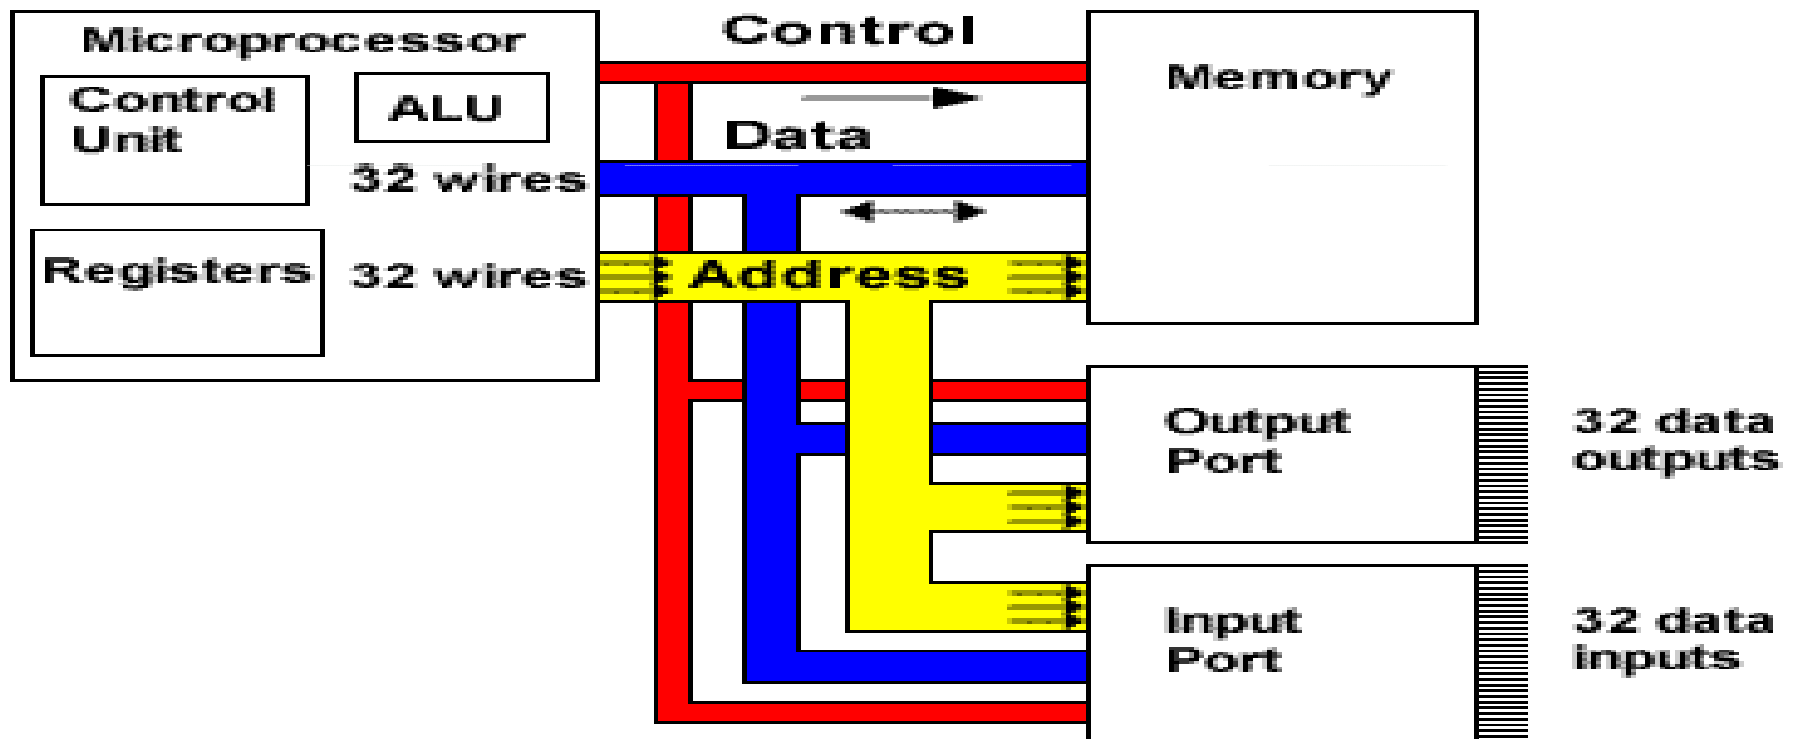 Microprocessor
Control
Unit
ALU
32 wires
Registers
32 wires
Control
Data
Address
Memory
Output
Port
32 data
outputs
Input
Port
32 data
inputs